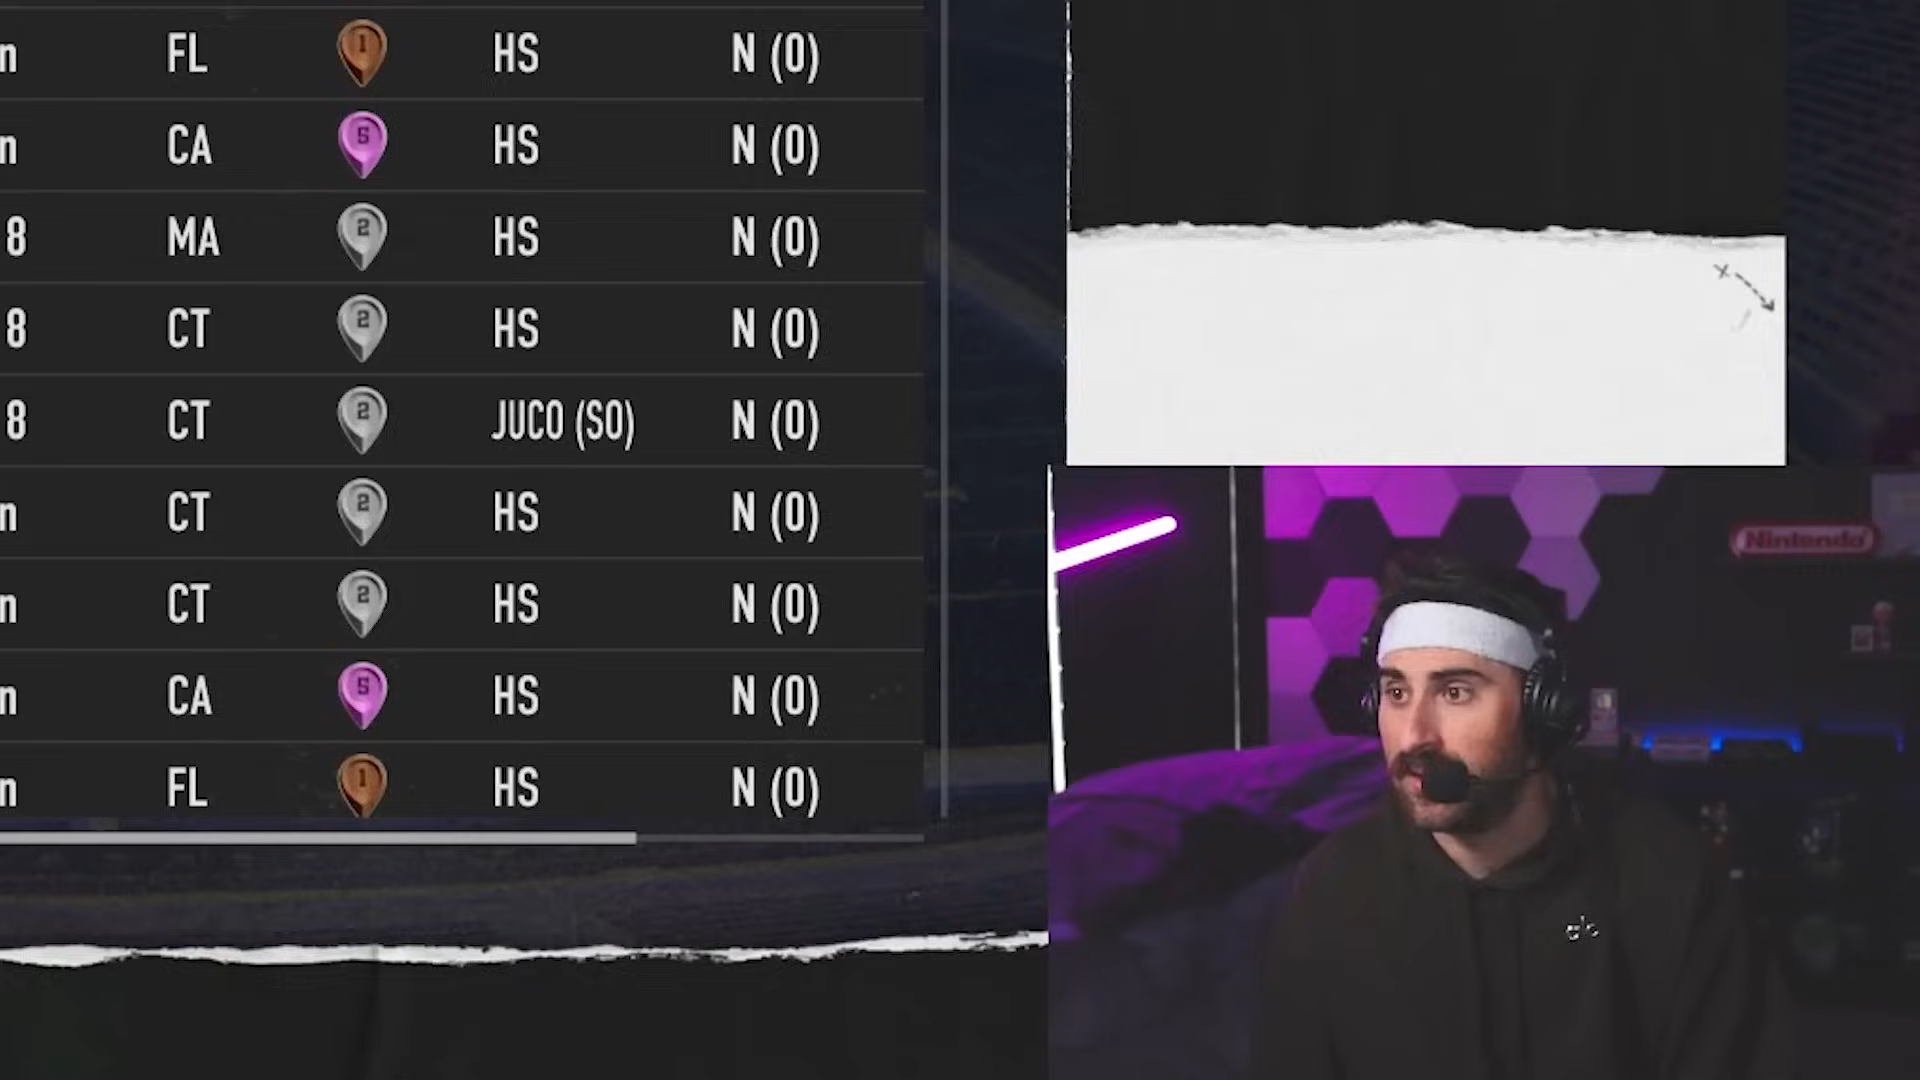 n FL 1 HS N (0)
n CA 5 HS N (0)
8 MA 2 HS N (0)
8 CT 2 HS N (0)
8 CT 2 JUCO (SO) N (0)
n CT 2 HS N (0)
n CT 2 HS N (0)
n CA 5 HS N (0)
n FL 1 HS N (0)
Nintendo